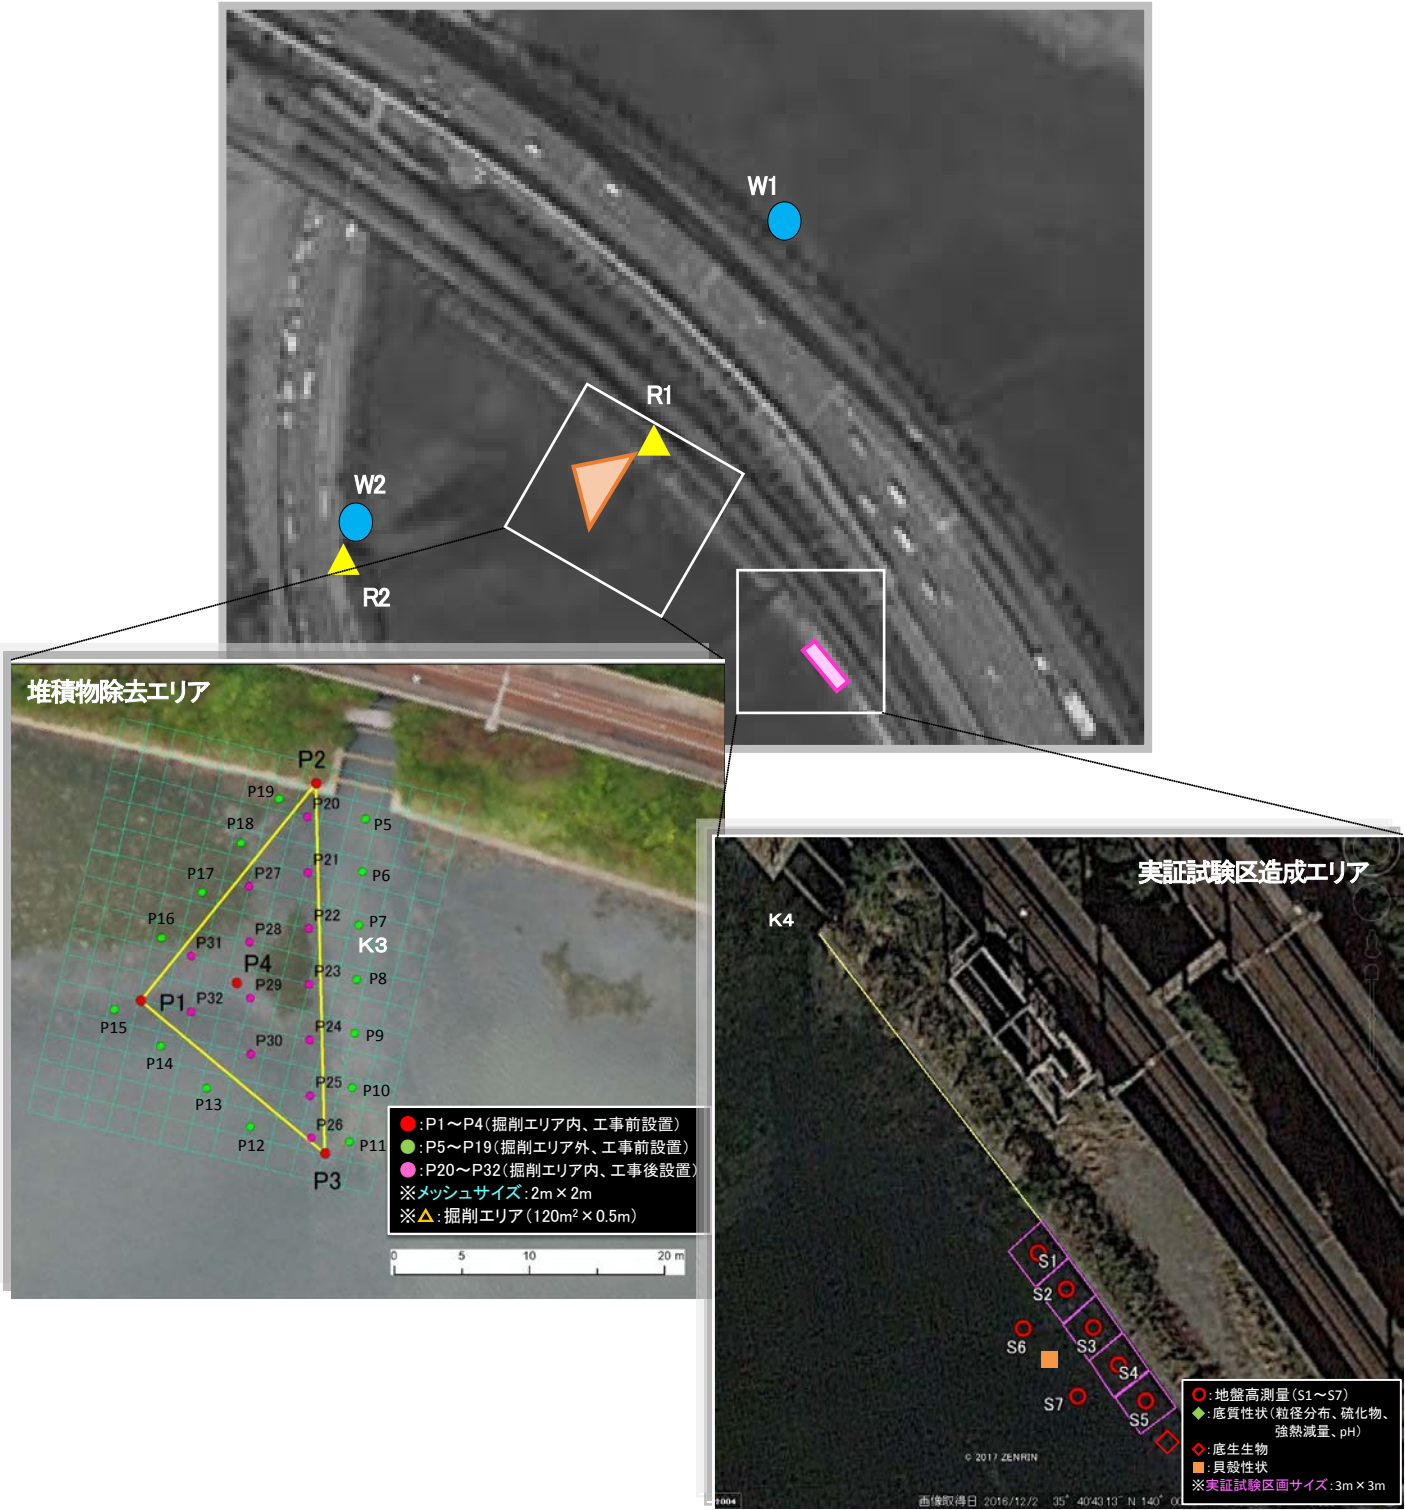 W1
R1
W2
R2
堆積物除去エリア
P2
P19
P20
P5
P18
P21
P6
P17
P27
P22
P7
P16
P28
K3
P31
P4
P23
P8
P29
P1
P32
P15
P24
P9
P14
P30
P25
P10
P13
P26
P12
P11
P3
●:P1～P4(掘削エリア内、工事前設置)
●:P5～P19(掘削エリア外、工事前設置)
●:P20～P32(掘削エリア内、工事後設置)
※メッシュサイズ:2m×2m
※△:掘削エリア(120m²×0.5m)
0 5 10 20 m
実証試験区造成エリア
K4
S1
S2
S6
S3
S4
S7
S5
○:地盤高測量(S1～S7)
◆:底質性状(粒径分布、硫化物、
強熱減量、pH)
◇:底生生物
■:貝殻性状
※実証試験区画サイズ:3m×3m
© 2017 ZENRIN
2004
画像取得日 2016/12/2 35° 40'43.13" N 140°